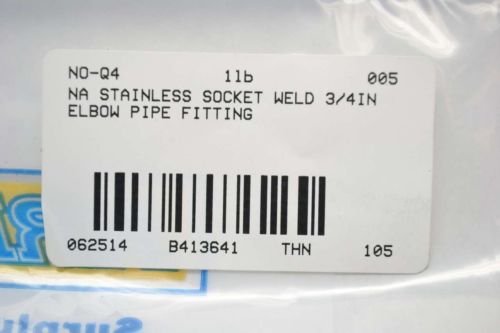 NO-Q4 1lb 005
NA STAINLESS SOCKET WELD 3/4IN
ELBOW PIPE FITTING
062514 B413641 THN 105